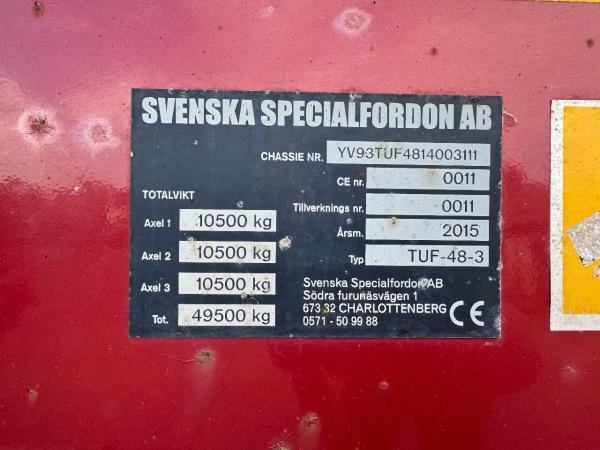 SVENSKA SPECIALFORDON AB
CHASSIE NR. YV93TUF4814003111
CE nr. 0011
TOTALVIKT
Tillverknings nr. 0011
Axel 1 10500 kg
Årsm. 2015
Axel 2 10500 kg
Typ TUF-48-3
Axel 3 10500 kg
Tot. 49500 kg
Svenska Specialfordon AB
Södra furunäsvägen 1
673 32 CHARLOTTENBERG
0571 - 50 99 88
CE